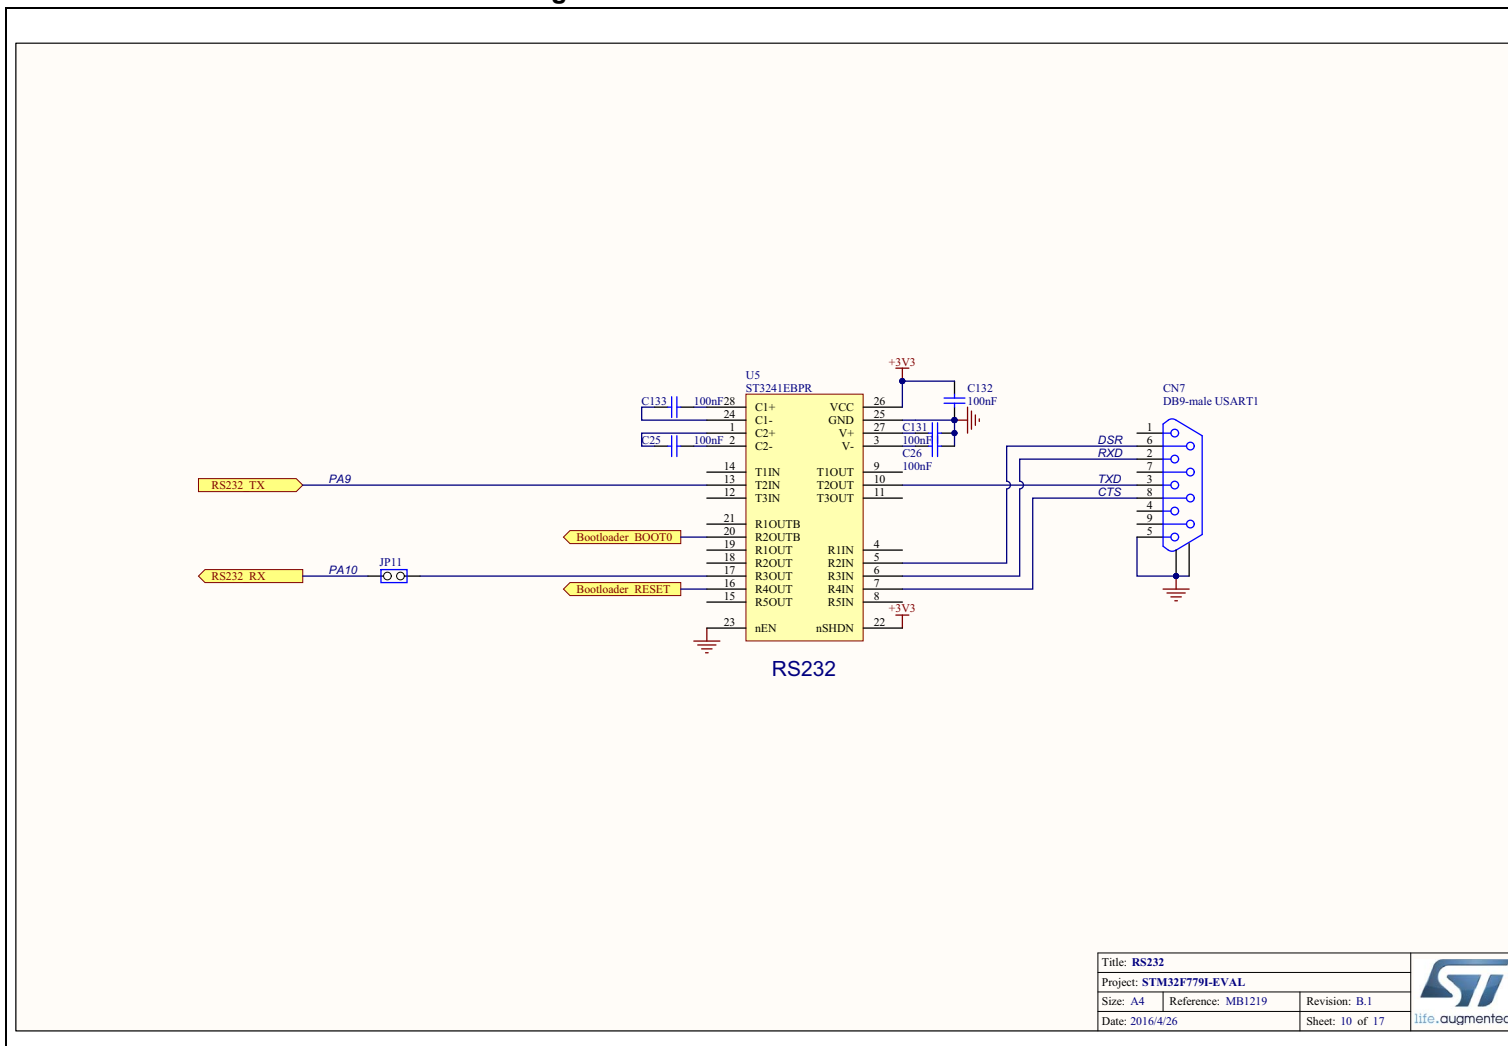 +3V3
U5
ST3241EBPR
C132
100nF
CN7
DB9-male USART1
C133 100nF 28 C1+ VCC 26
24 C1- GND 25
1 C2+ V+ 27 C131
C25 100nF 2 C2- V- 3 100nF
C26
100nF
14 T1IN T1OUT 9
RS232_TX PA9 13 T2IN T2OUT 10
12 T3IN T3OUT 11
21 R1OUTB
Bootloader_BOOT0 20 R2OUTB
19 R1OUT R1IN 4
18 R2OUT R2IN 5
JP11
RS232_RX PA10 17 R3OUT R3IN 6
Bootloader_RESET 16 R4OUT R4IN 7
15 R5OUT R5IN 8
+3V3
23 nEN nSHDN 22
RS232
1
DSR 6
RXD 2
7
TXD 3
CTS 8
4
9
5
Title: RS232
Project: STM32F779I-EVAL
Size: A4 Reference: MB1219 Revision: B.1
Date: 2016/4/26 Sheet: 10 of 17
ST
life.augmented